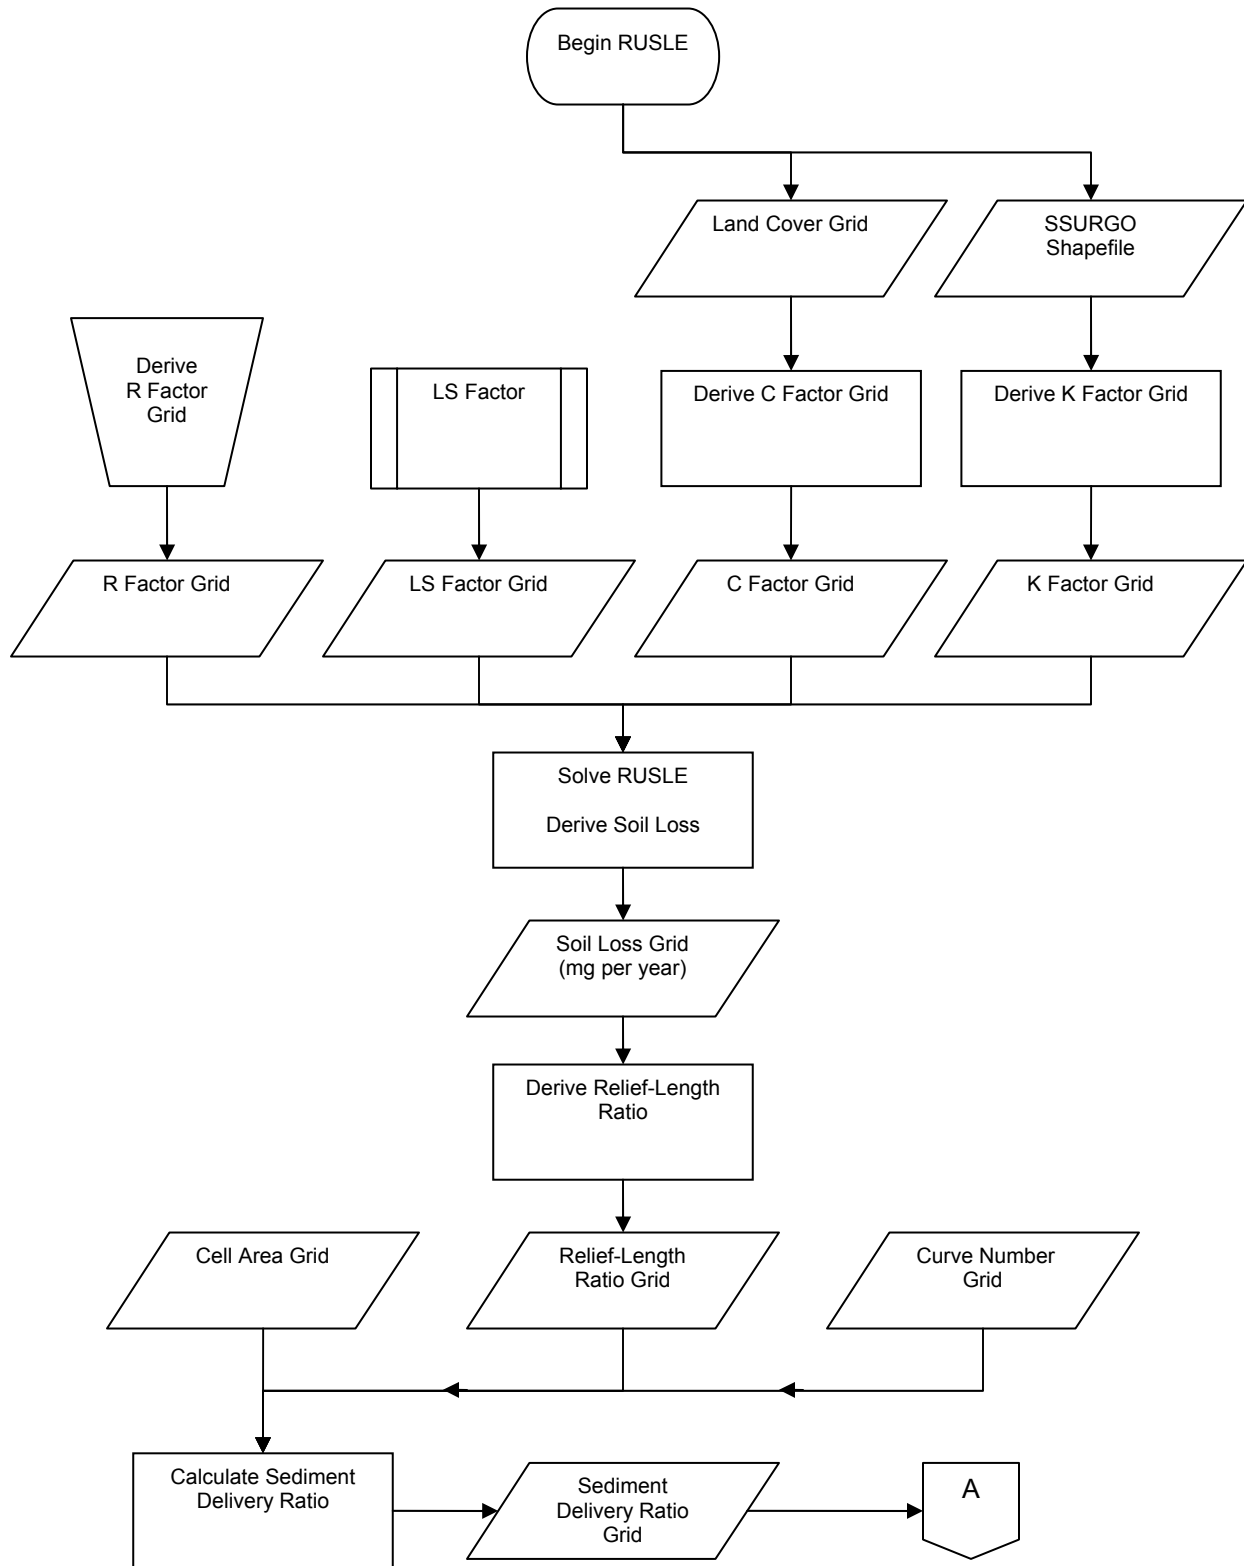 Begin RUSLE
Land Cover Grid
SSURGO
Shapefile
Derive
R Factor
Grid
LS Factor
Derive C Factor Grid
Derive K Factor Grid
R Factor Grid
LS Factor Grid
C Factor Grid
K Factor Grid
Solve RUSLE
Derive Soil Loss
Soil Loss Grid
(mg per year)
Derive Relief-Length
Ratio
Cell Area Grid
Relief-Length
Ratio Grid
Curve Number
Grid
Calculate Sediment
Delivery Ratio
Sediment
Delivery Ratio
Grid
A